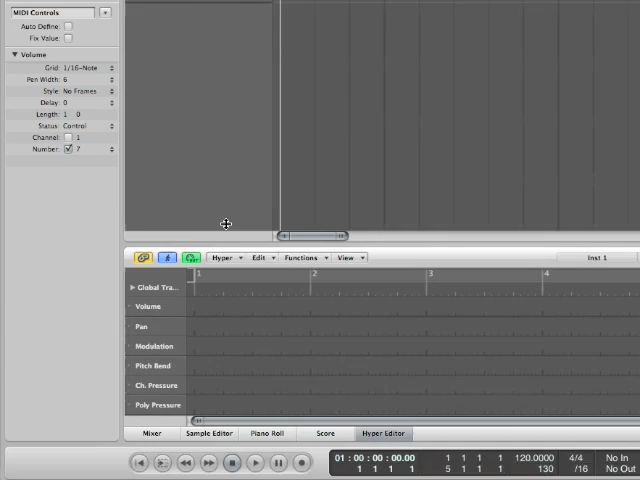 MIDI Controls
Auto Define:
Fix Value:
Volume
Grid: 1/16-Note
Pen Width: 6
Style: No Frames
Delay: 0
Length: 1 0
Status: Control
Channel: 1
Number: 7
Hyper Edit Functions View Inst 1
1 2 3 4
Global Tra...
Volume
Pan
Modulation
Pitch Bend
Ch. Pressure
Poly Pressure
Mixer Sample Editor Piano Roll Score Hyper Editor
01 : 00 : 00 : 00.00 1 1 1 1 120.0000 4/4 No In
1 1 1 1 5 1 1 1 130 /16 No Out